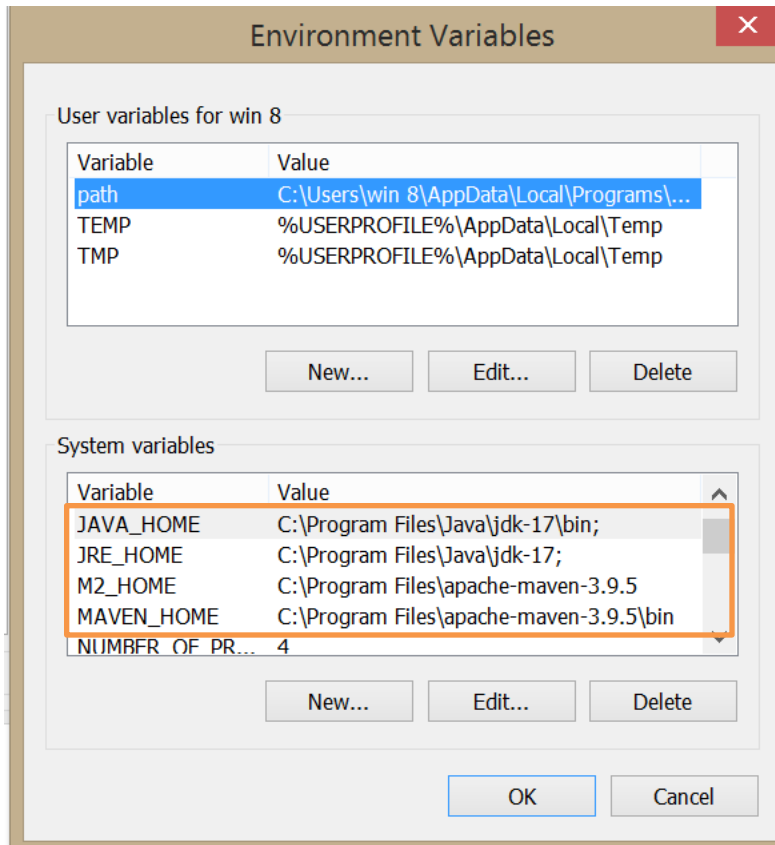 Environment Variables
User variables for win 8
Variable Value
path C:\Users\win 8\AppData\Local\Programs\...
TEMP %USERPROFILE%\AppData\Local\Temp
TMP %USERPROFILE%\AppData\Local\Temp
New... Edit... Delete
System variables
Variable Value
JAVA_HOME C:\Program Files\Java\jdk-17\bin;
JRE_HOME C:\Program Files\Java\jdk-17;
M2_HOME C:\Program Files\apache-maven-3.9.5
MAVEN_HOME C:\Program Files\apache-maven-3.9.5\bin
NUMBER_OF_PR... 4
New... Edit... Delete
OK Cancel